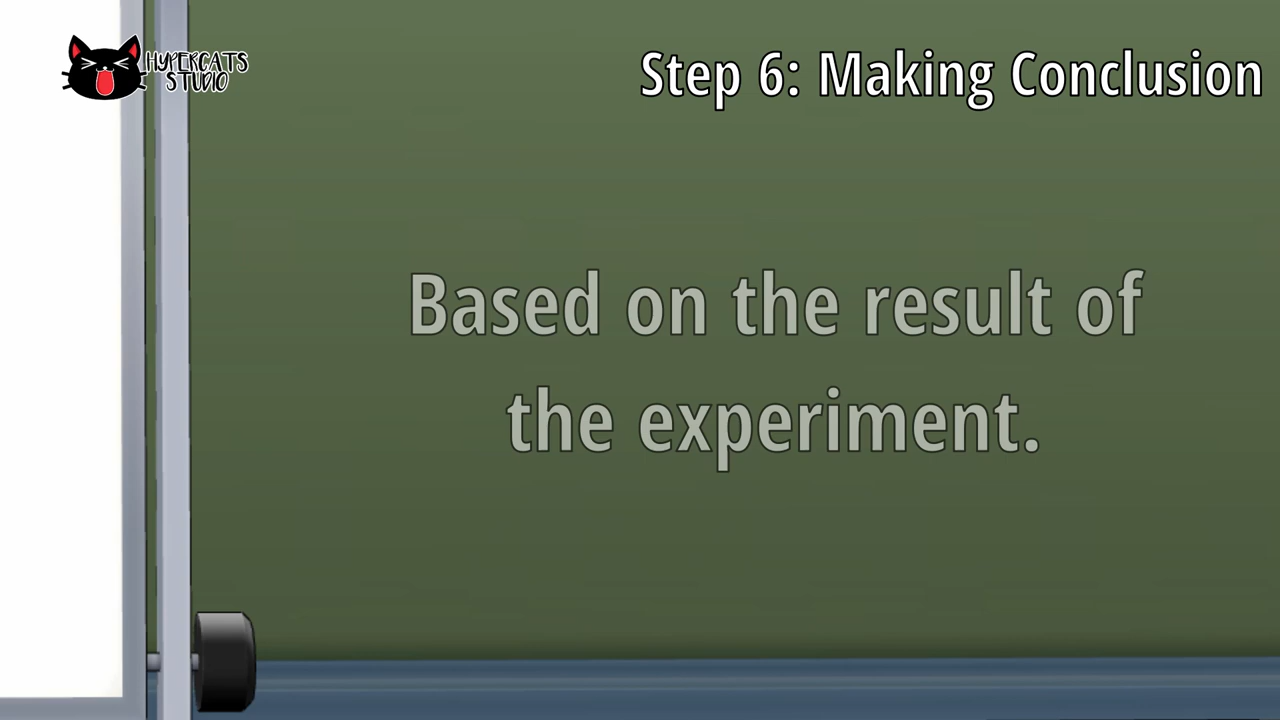 HYPERCATS
STUDIO
Step 6: Making Conclusion
Based on the result of
the experiment.